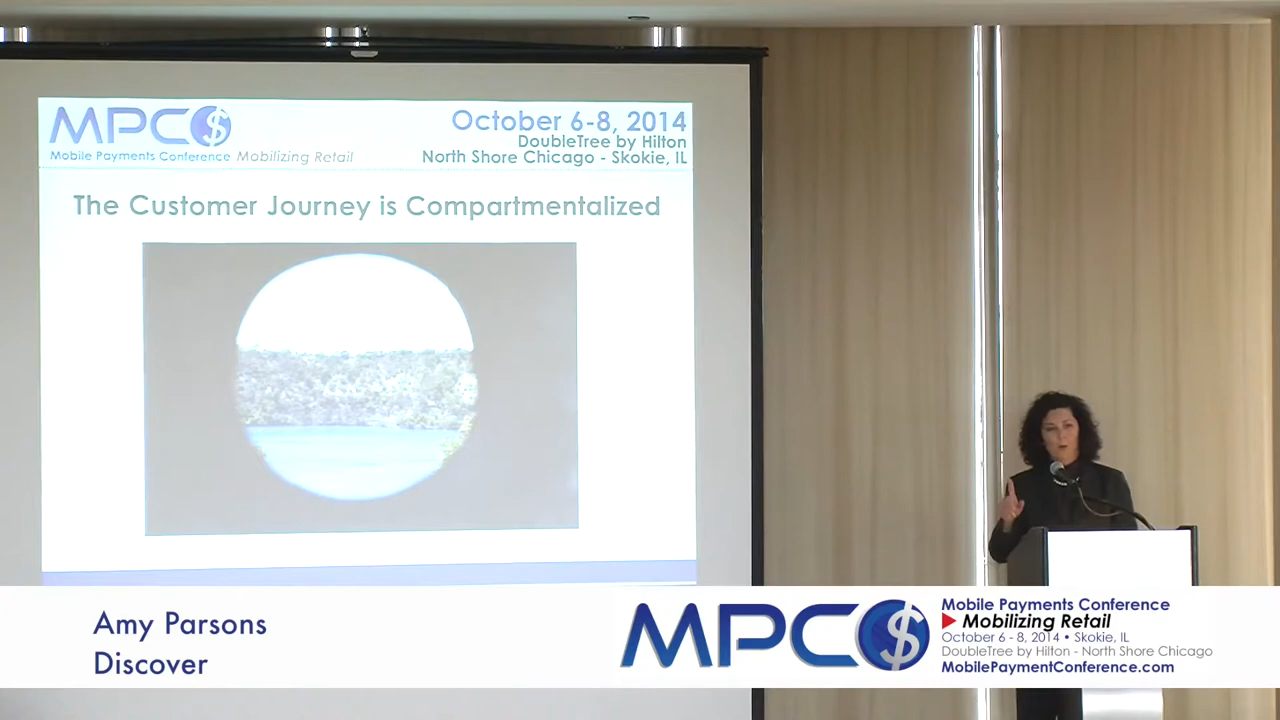 MPC$
Mobile Payments Conference Mobilizing Retail
October 6-8, 2014
DoubleTree by Hilton
North Shore Chicago - Skokie, IL
The Customer Journey is Compartmentalized
Amy Parsons
Discover
MPC$
Mobile Payments Conference
Mobilizing Retail
October 6 - 8, 2014 • Skokie, IL
DoubleTree by Hilton - North Shore Chicago
MobilePaymentConference.com